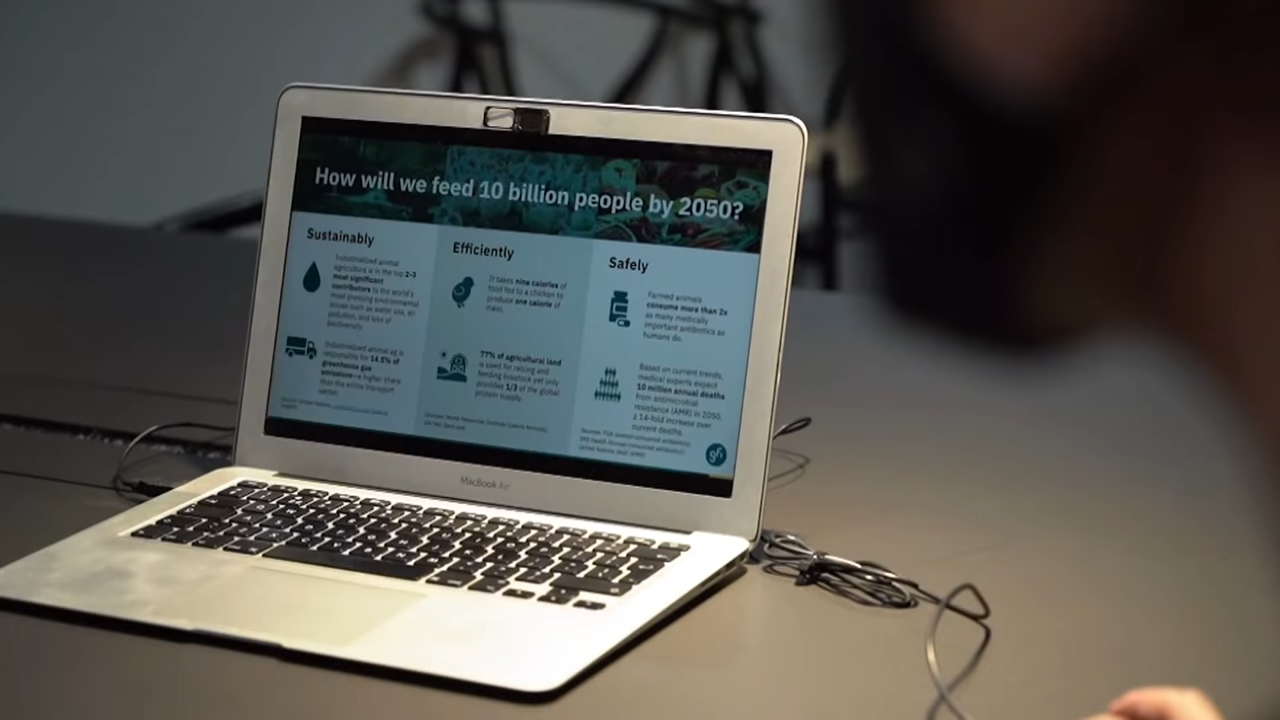 How will we feed 10 billion people by 2050?
Sustainably
Industrialized animal
agriculture is in the top 2-3
most significant
contributors to the world's
most pressing environmental
issues such as water use, air
pollution, and loss of
biodiversity.
Industrialized animal ag is
responsible for 14.5% of
greenhouse gas
emissions—a higher share
than the entire transport
sector.
Efficiently
It takes nine calories of
food fed to a chicken to
produce one calorie of
meat.
77% of agricultural land
is used for raising and
feeding livestock yet only
provides 1/3 of the global
protein supply.
Safely
Farmed animals
consume more than 2x
as many medically
important antibiotics as
humans do.
Based on current trends,
medical experts expect
10 million annual deaths
from antimicrobial
resistance (AMR) in 2050,
a 14-fold increase over
current deaths.
gfi
MacBook Air